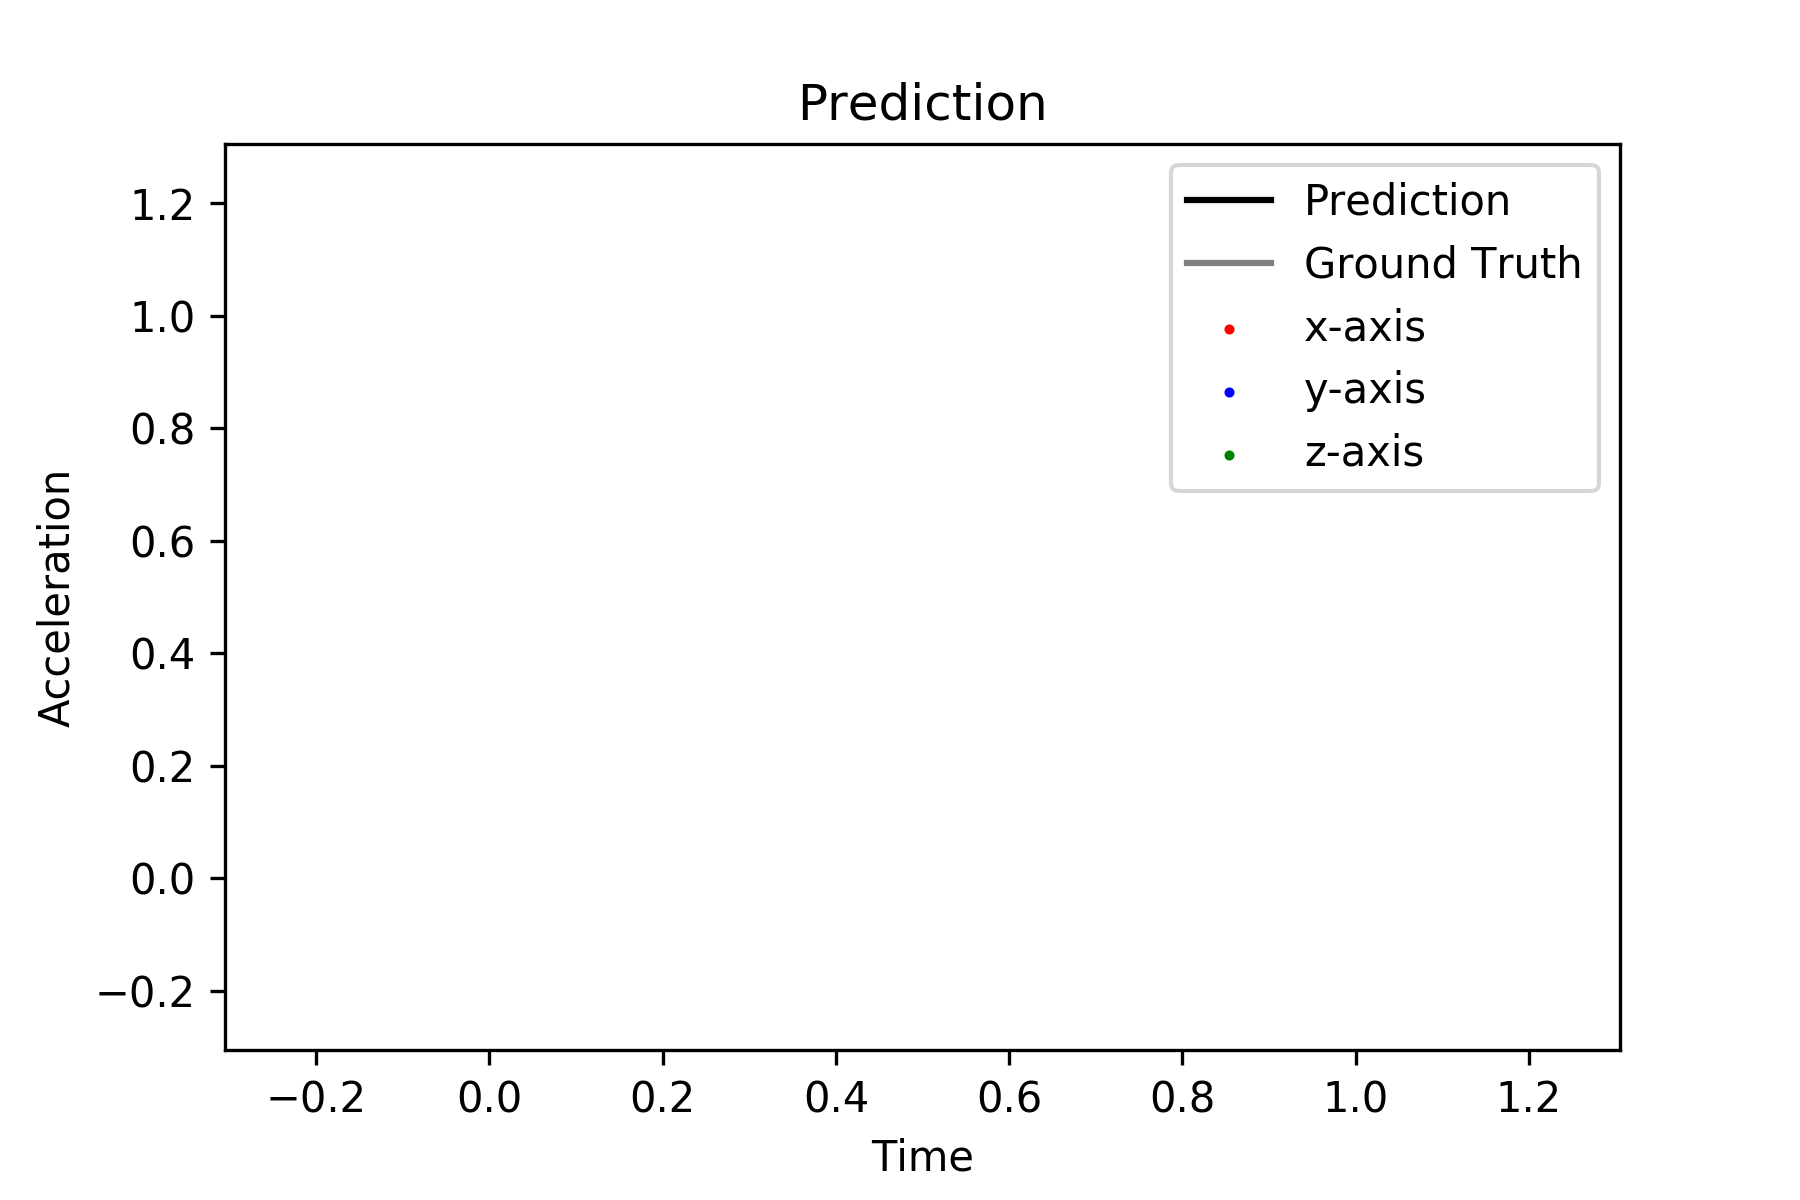 Prediction
1.2
1.0
0.8
0.6
0.4
0.2
0.0
−0.2
Acceleration
Prediction
Ground Truth
x-axis
y-axis
z-axis
−0.2 0.0 0.2 0.4 0.6 0.8 1.0 1.2
Time